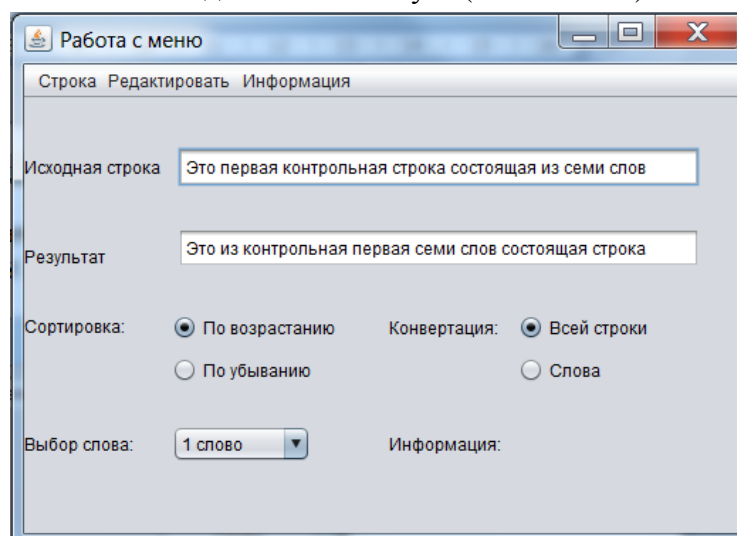 Работа с меню
Строка Редактировать Информация
Исходная строка Это первая контрольная строка состоящая из семи слов
Результат Это из контрольная первая семи слов состоящая строка
Сортировка: По возрастанию Конвертация: Всей строки
По убыванию Слова
Выбор слова: 1 слово Информация: